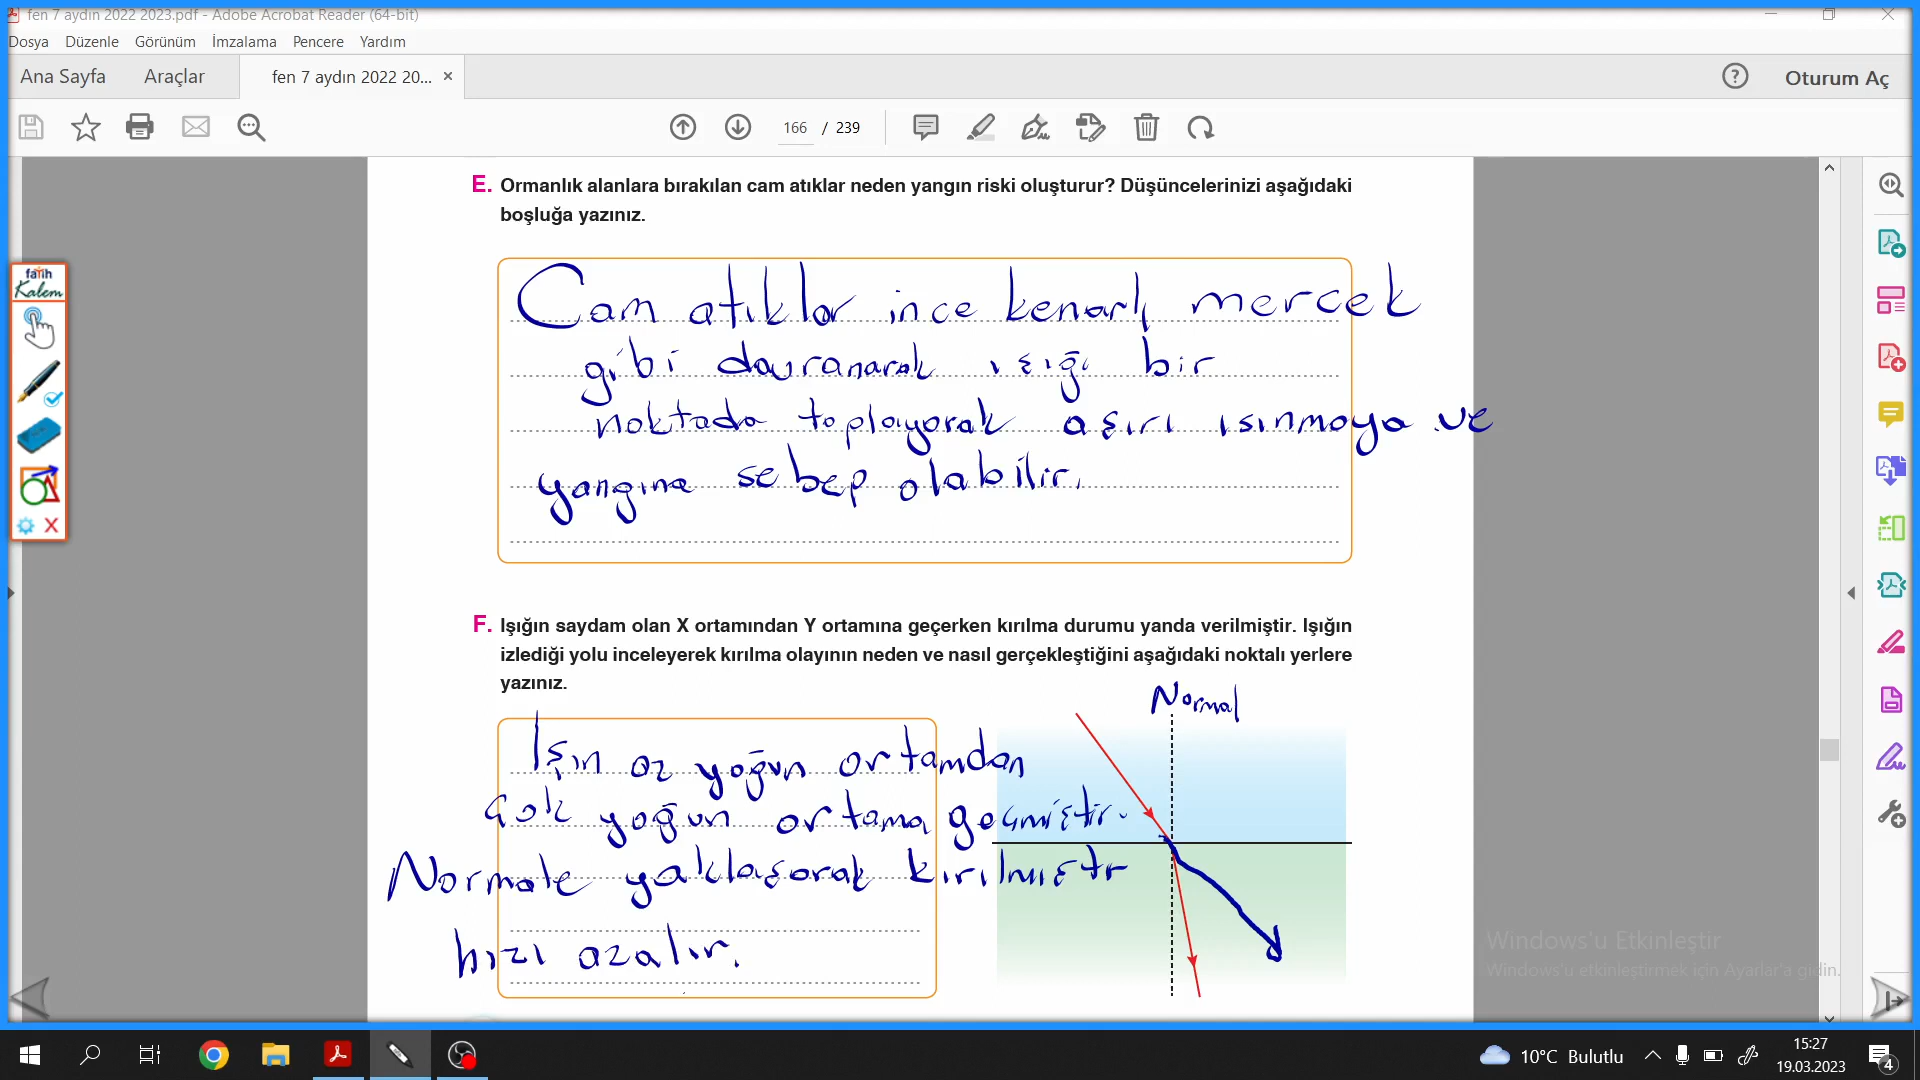 fen 7 aydın 2022 2023.pdf - Adobe Acrobat Reader (64-bit)
Dosya Düzenle Görünüm İmzalama Pencere Yardım
Ana Sayfa Araçlar fen 7 aydın 2022 20... × Oturum Aç
166 / 239
E. Ormanlık alanlara bırakılan cam atıklar neden yangın riski oluşturur? Düşüncelerinizi aşağıdaki
boşluğa yazınız.
fatih
Kalem
Cam atıklar ince kenarlı mercek
gibi davranarak ışığı bir
noktada toplayarak aşırı ısınmaya ve
yangına sebep olabilir.
F. Işığın saydam olan X ortamından Y ortamına geçerken kırılma durumu yanda verilmiştir. Işığın
izlediği yolu inceleyerek kırılma olayının neden ve nasıl gerçekleştiğini aşağıdaki noktalı yerlere
yazınız.
Normal
Işın az yoğun ortamdan
çok yoğun ortama geçmiştir.
Normale yaklaşarak kırılmıştr
hızı azalır.
Windows'u Etkinleştir
Windows'u etkinleştirmek için Ayarlar'a gidin.
10°C Bulutlu
15:27
19.03.2023
4